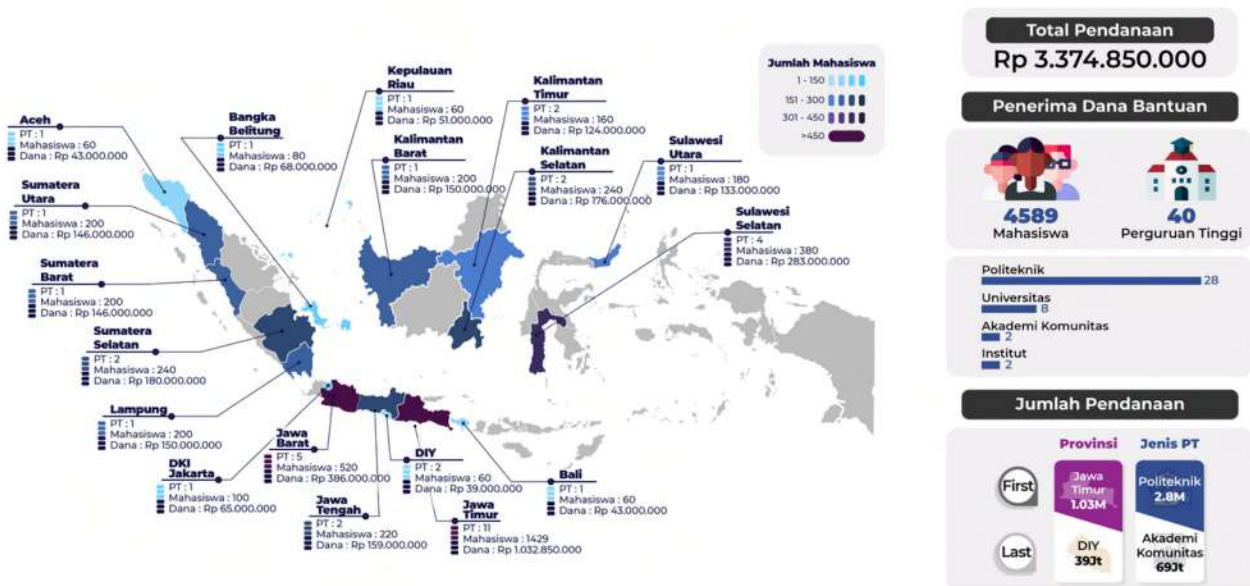 Aceh
PT : 1
Mahasiswa : 60
Dana : Rp 43.000.000
Sumatera
Utara
PT : 1
Mahasiswa : 200
Dana : Rp 146.000.000
Sumatera
Barat
PT : 1
Mahasiswa : 200
Dana : Rp 146.000.000
Sumatera
Selatan
PT : 2
Mahasiswa : 240
Dana : Rp 180.000.000
Lampung
PT : 1
Mahasiswa : 200
Dana : Rp 150.000.000
DKI
Jakarta
PT : 1
Mahasiswa : 100
Dana : Rp 65.000.000
Bangka
Belitung
PT : 1
Mahasiswa : 80
Dana : Rp 68.000.000
Kepulauan
Riau
PT : 1
Mahasiswa : 60
Dana : Rp 51.000.000
Kalimantan
Barat
PT : 1
Mahasiswa : 200
Dana : Rp 150.000.000
Kalimantan
Timur
PT : 2
Mahasiswa : 160
Dana : Rp 124.000.000
Kalimantan
Selatan
PT : 2
Mahasiswa : 240
Dana : Rp 176.000.000
Sulawesi
Utara
PT : 1
Mahasiswa : 180
Dana : Rp 133.000.000
Sulawesi
Selatan
PT : 4
Mahasiswa : 380
Dana : Rp 283.000.000
Jawa
Barat
PT : 5
Mahasiswa : 520
Dana : Rp 386.000.000
Jawa
Tengah
PT : 2
Mahasiswa : 220
Dana : Rp 159.000.000
DIY
PT : 2
Mahasiswa : 60
Dana : Rp 39.000.000
Jawa
Timur
PT : 11
Mahasiswa : 1429
Dana : Rp 1.032.850.000
Bali
PT : 1
Mahasiswa : 60
Dana : Rp 43.000.000
Jumlah Mahasiswa
1 - 150
151 - 300
301 - 450
>450
Total Pendanaan
Rp 3.374.850.000
Penerima Dana Bantuan
4589
Mahasiswa
40
Perguruan Tinggi
Politeknik
28
Universitas
8
Akademi Komunitas
2
Institut
2
Jumlah Pendanaan
Provinsi Jenis PT
First
Jawa
Timur
1.03M
Politeknik
2.8M
Last
DIY
39Jt
Akademi
Komunitas
69Jt